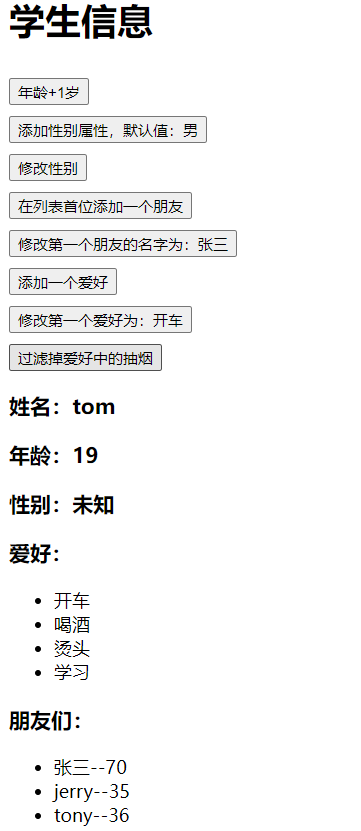 学生信息
年龄+1岁
添加性别属性，默认值：男
修改性别
在列表首位添加一个朋友
修改第一个朋友的名字为：张三
添加一个爱好
修改第一个爱好为：开车
过滤掉爱好中的抽烟
姓名：tom
年龄：19
性别：未知
爱好：
开车
喝酒
烫头
学习
朋友们：
张三--70
jerry--35
tony--36